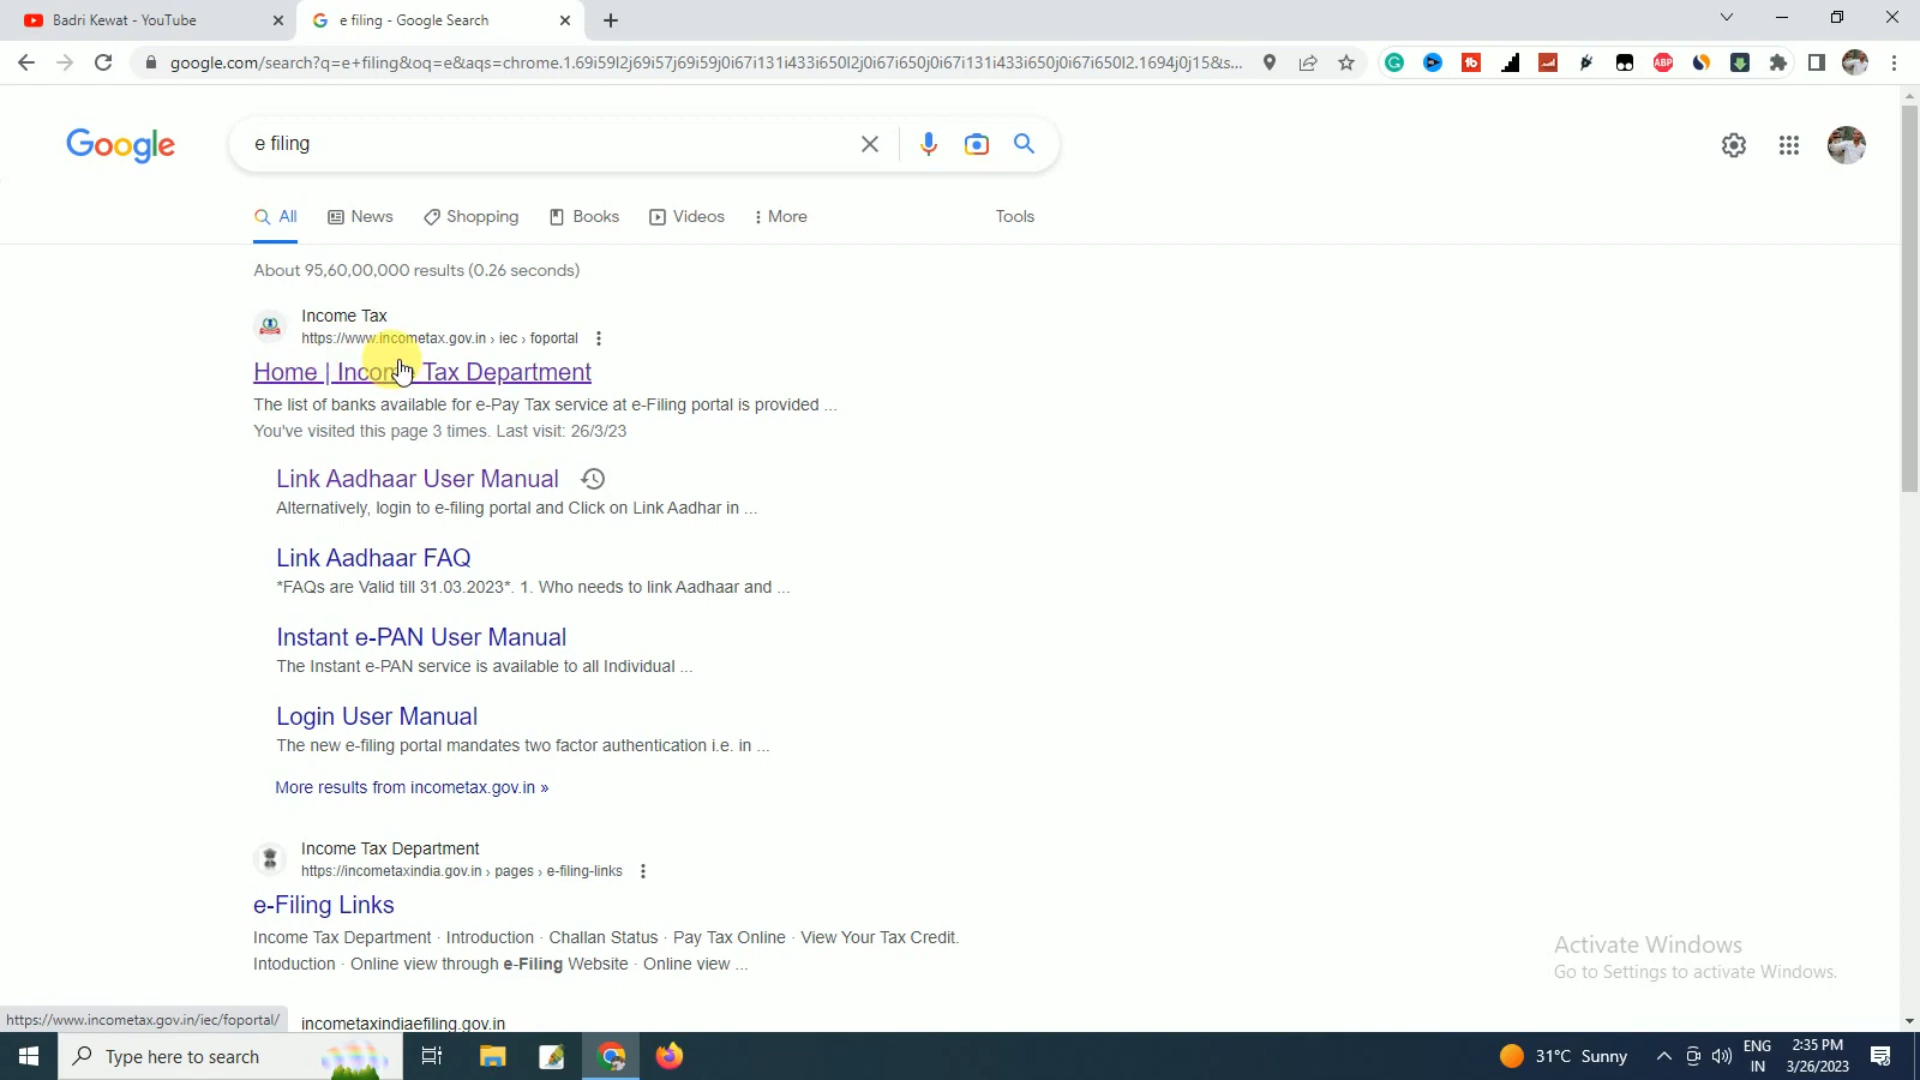 Badri Kewat - YouTube
e filing - Google Search
google.com/search?q=e+filing&oq=e&aqs=chrome.1.69i59l2j69i57j69i59j0i67i131i433i650l2j0i67i650j0i67i131i433i650j0i67i650l2.1694j0j15&s...
Google
e filing
All
News
Shopping
Books
Videos
More
Tools
About 95,60,00,000 results (0.26 seconds)
Income Tax
https://www.incometax.gov.in › iec › foportal
Home | Income Tax Department
The list of banks available for e-Pay Tax service at e-Filing portal is provided ...
You've visited this page 3 times. Last visit: 26/3/23
Link Aadhaar User Manual
Alternatively, login to e-filing portal and Click on Link Aadhar in ...
Link Aadhaar FAQ
*FAQs are Valid till 31.03.2023*. 1. Who needs to link Aadhaar and ...
Instant e-PAN User Manual
The Instant e-PAN service is available to all Individual ...
Login User Manual
The new e-filing portal mandates two factor authentication i.e. in ...
More results from incometax.gov.in »
Income Tax Department
https://incometaxindia.gov.in › pages › e-filing-links
e-Filing Links
Income Tax Department · Introduction · Challan Status · Pay Tax Online · View Your Tax Credit.
Intoduction · Online view through e-Filing Website · Online view ...
Activate Windows
Go to Settings to activate Windows.
https://www.incometax.gov.in/iec/foportal/
incometaxindiaefiling.gov.in
Type here to search
31°C Sunny
ENG
IN
2:35 PM
3/26/2023
ABP